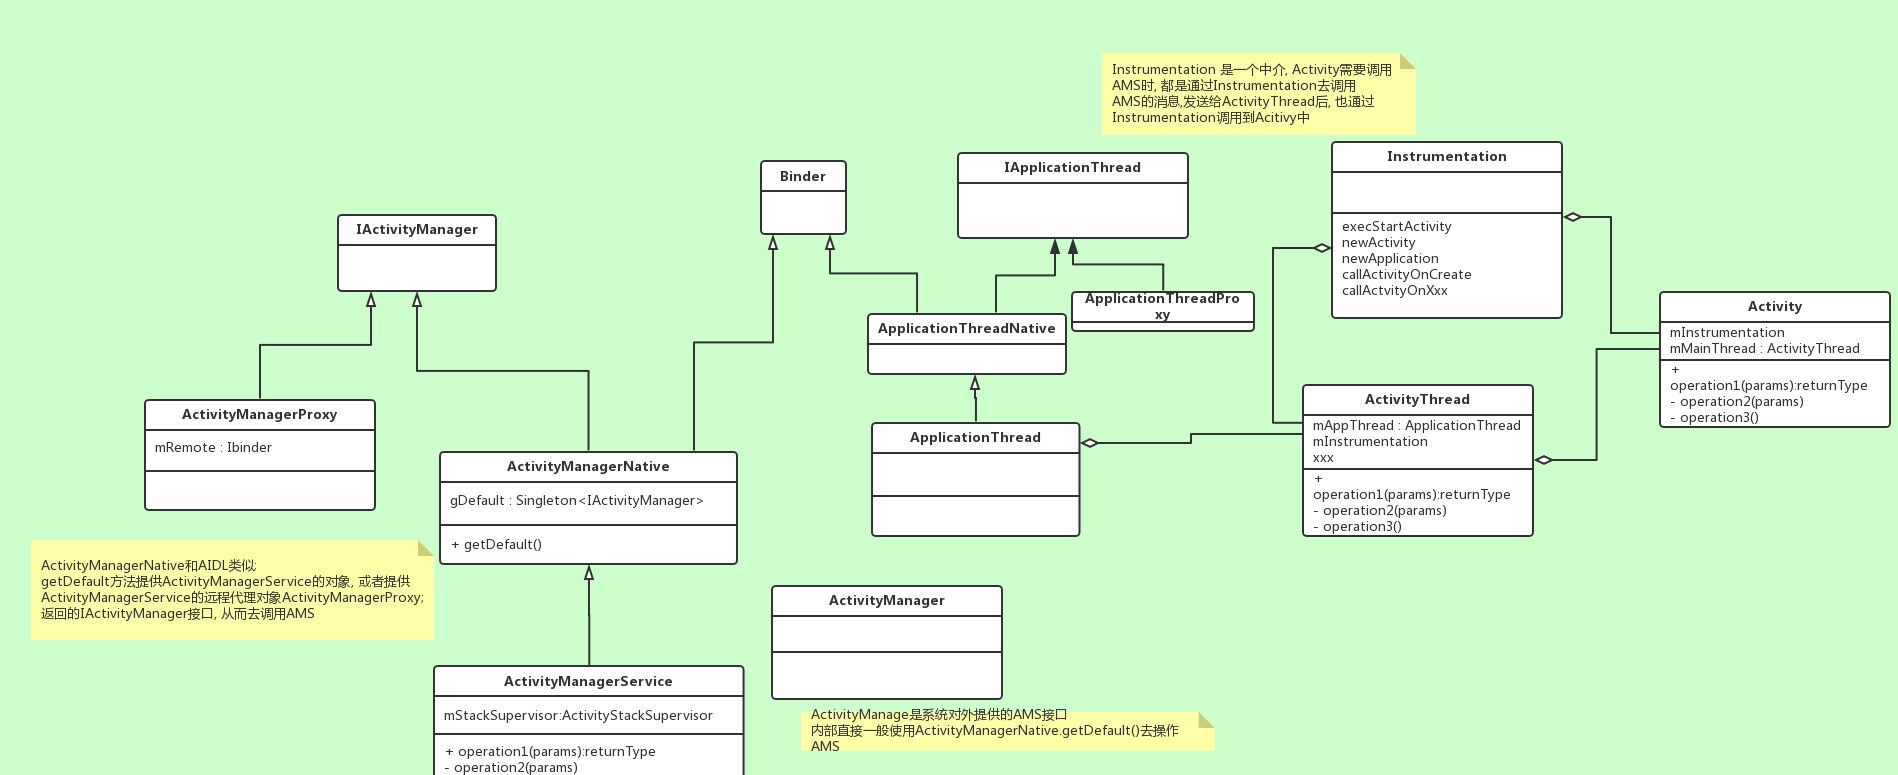 Instrumentation 是一个中介, Activity需要调用
AMS时, 都是通过Instrumentation去调用
AMS的消息,发送给ActivityThread后, 也通过
Instrumentation调用到Acitivy中
Instrumentation
execStartActivity
newActivity
newApplication
callActivityOnCreate
callActvityOnXxx
IApplicationThread
Binder
IActivityManager
ApplicationThreadPro
xy
ApplicationThreadNative
Activity
mInstrumentation
mMainThread : ActivityThread
+
operation1(params):returnType
- operation2(params)
- operation3()
ActivityThread
mAppThread : ApplicationThread
mInstrumentation
xxx
+
operation1(params):returnType
- operation2(params)
- operation3()
ApplicationThread
ActivityManagerProxy
mRemote : Ibinder
ActivityManagerNative
gDefault : Singleton<IActivityManager>
+ getDefault()
ActivityManagerNative和AIDL类似;
getDefault方法提供ActivityManagerService的对象, 或者提供
ActivityManagerService的远程代理对象ActivityManagerProxy;
返回的IActivityManager接口, 从而去调用AMS
ActivityManager
ActivityManagerService
mStackSupervisor:ActivityStackSupervisor
+ operation1(params):returnType
- operation2(params)
ActivityManage是系统对外提供的AMS接口
内部直接一般使用ActivityManagerNative.getDefault()去操作
AMS